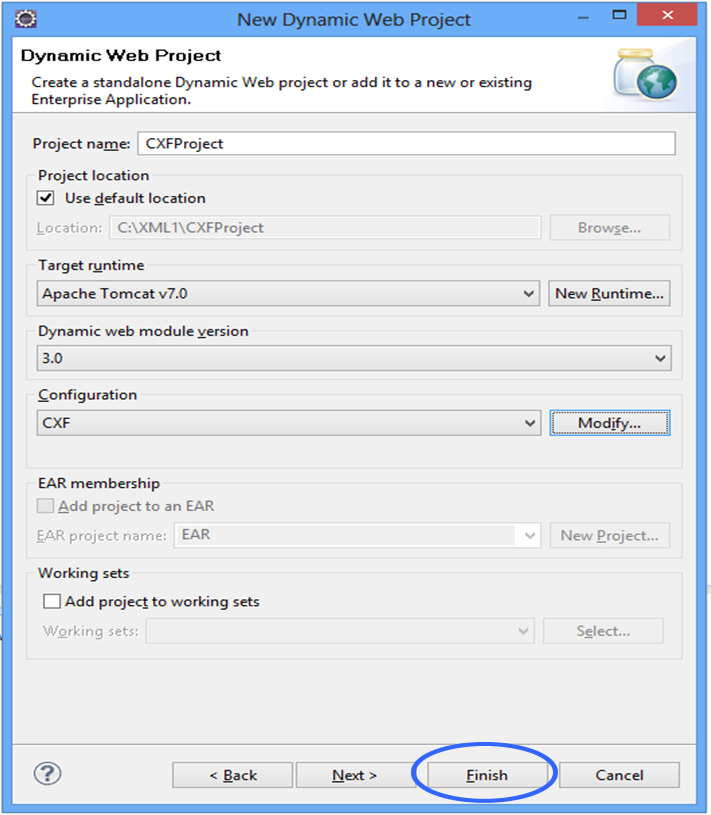 New Dynamic Web Project
Dynamic Web Project
Create a standalone Dynamic Web project or add it to a new or existing
Enterprise Application.
Project name: CXFProject
Project location
Use default location
Location: C:\XML1\CXFProject Browse...
Target runtime
Apache Tomcat v7.0 New Runtime...
Dynamic web module version
3.0
Configuration
CXF Modify...
EAR membership
Add project to an EAR
EAR project name: EAR New Project...
Working sets
Add project to working sets
Working sets: Select...
? < Back Next > Finish Cancel